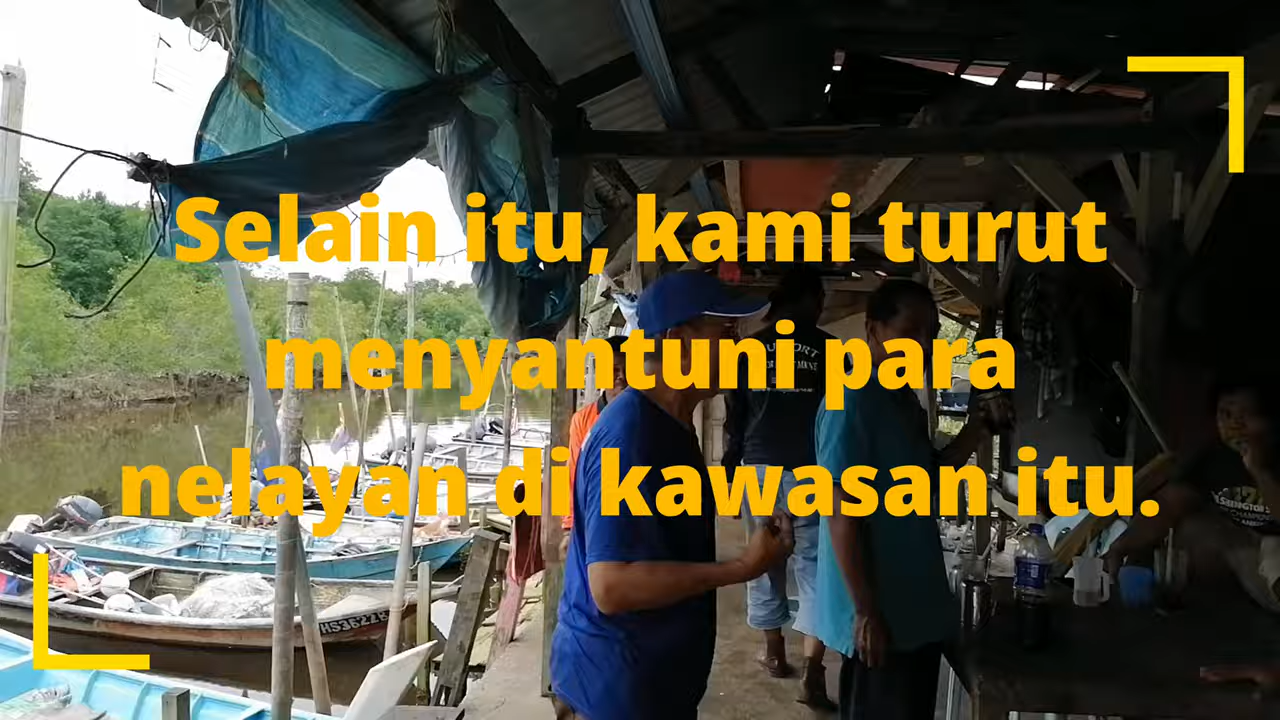 Selain itu, kami turut
menyantuni para
nelayan di kawasan itu.